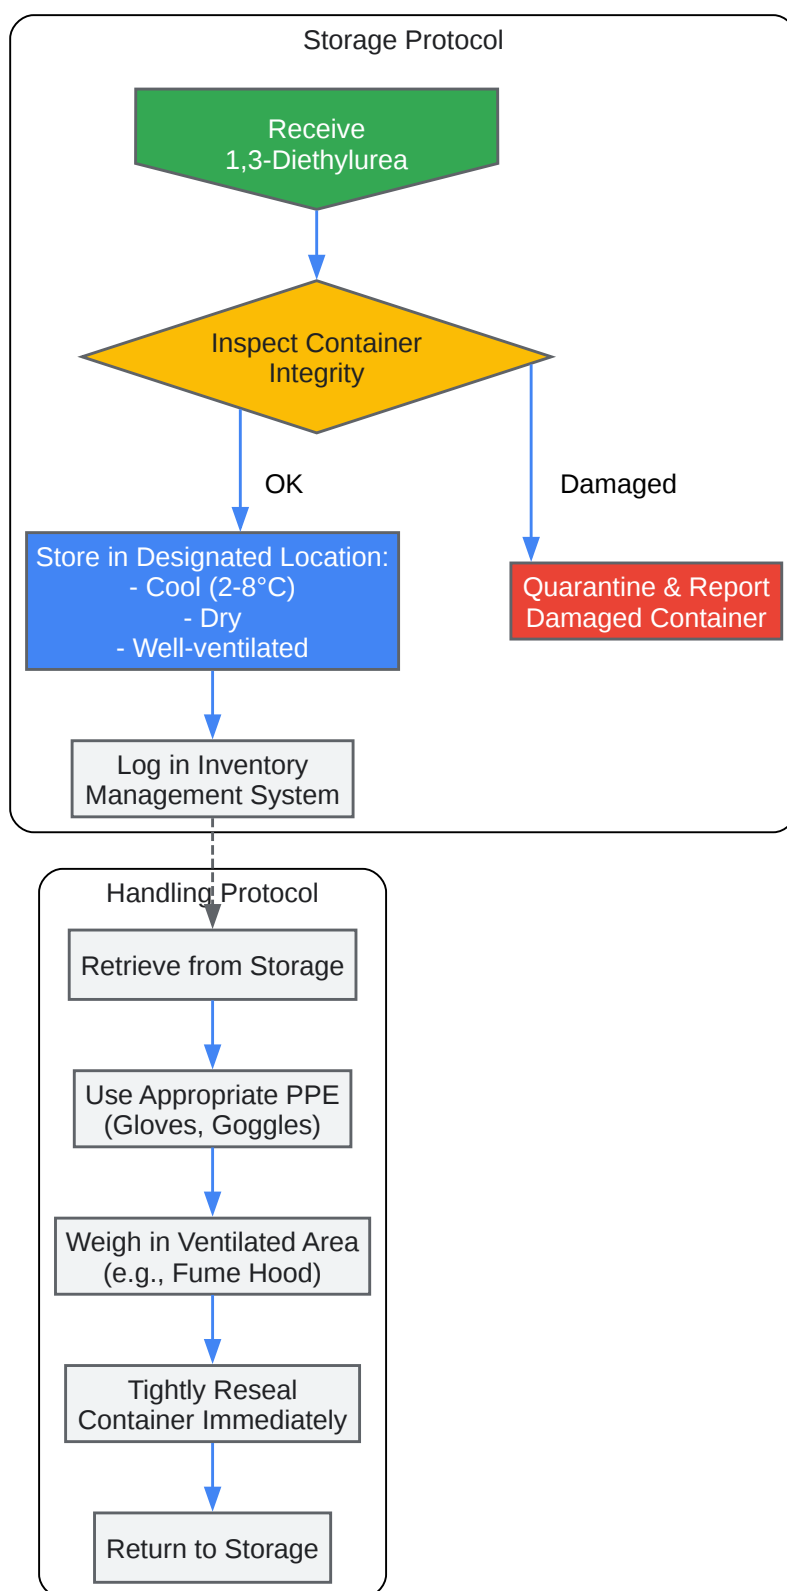 Storage Protocol
Receive
1,3-Diethylurea
Inspect Container
Integrity
OK
Damaged
Store in Designated Location:
- Cool (2-8°C)
- Dry
- Well-ventilated
Quarantine & Report
Damaged Container
Log in Inventory
Management System
Handling Protocol
Retrieve from Storage
Use Appropriate PPE
(Gloves, Goggles)
Weigh in Ventilated Area
(e.g., Fume Hood)
Tightly Reseal
Container Immediately
Return to Storage